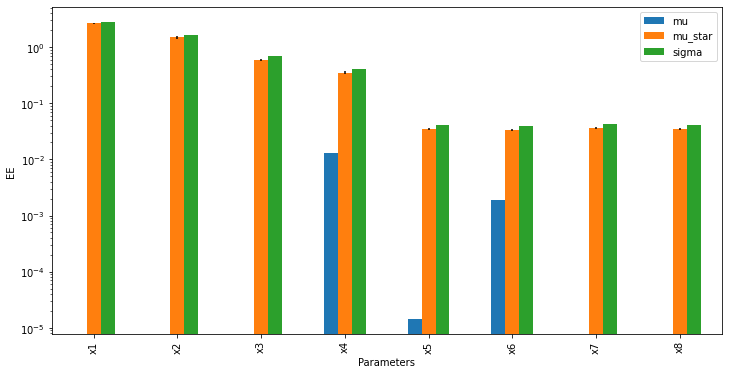 mu
mu_star
sigma
EE
10⁰
10⁻¹
10⁻²
10⁻³
10⁻⁴
10⁻⁵
x1
x2
x3
x4
x5
x6
x7
x8
Parameters